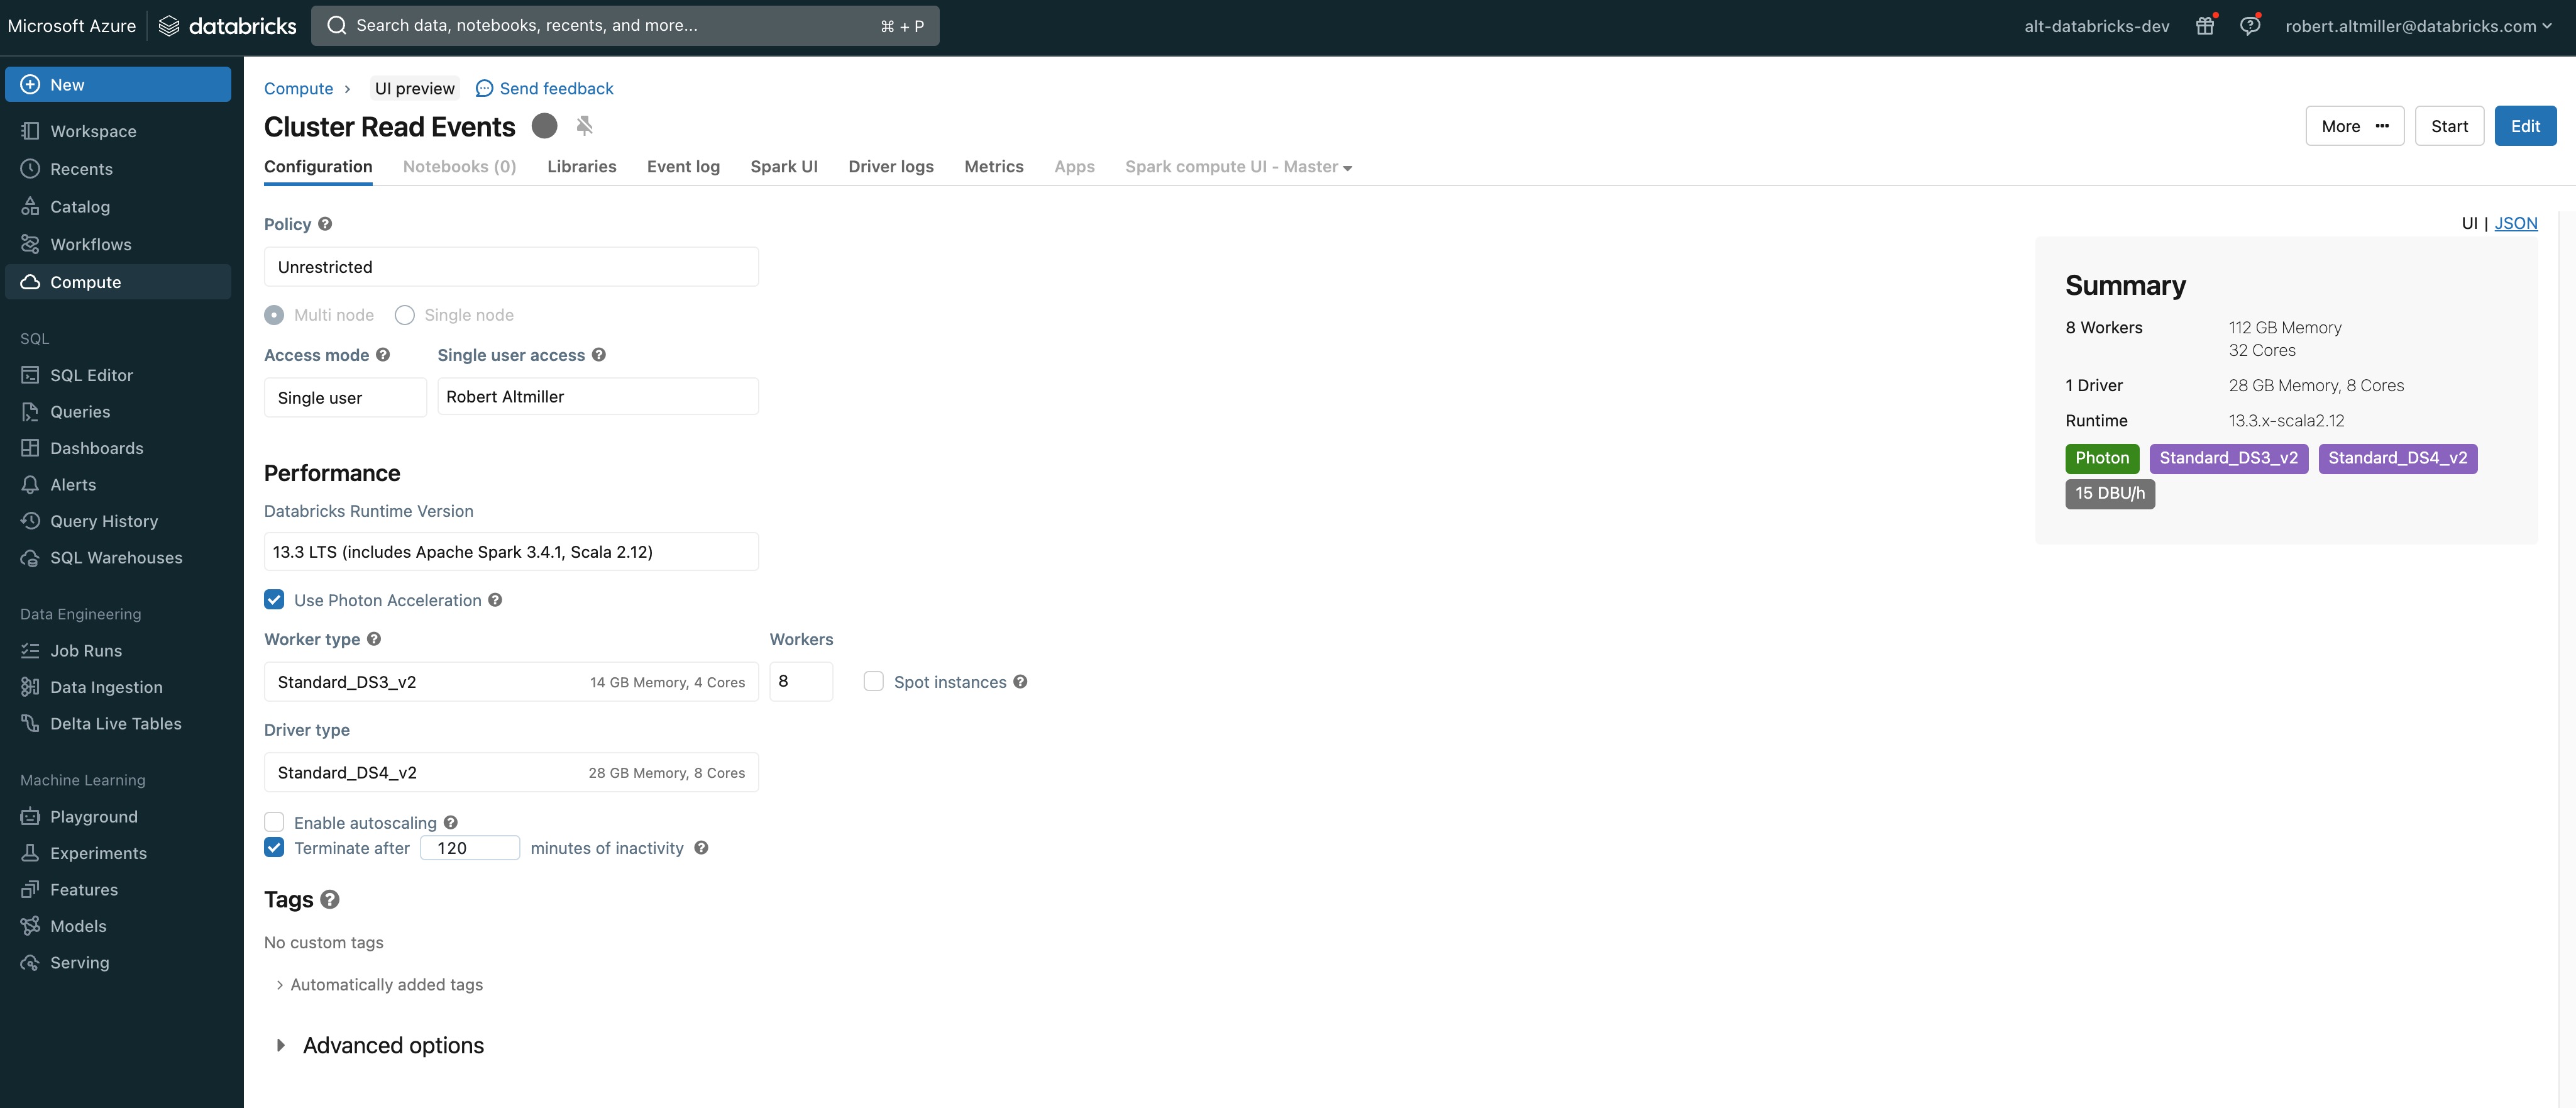 Microsoft Azure databricks Search data, notebooks, recents, and more... ⌘ + P alt-databricks-dev robert.altmiller@databricks.com
New
Workspace
Recents
Catalog
Workflows
Compute
SQL
SQL Editor
Queries
Dashboards
Alerts
Query History
SQL Warehouses
Data Engineering
Job Runs
Data Ingestion
Delta Live Tables
Machine Learning
Playground
Experiments
Features
Models
Serving
Compute > UI preview Send feedback
Cluster Read Events
More ··· Start Edit
Configuration Notebooks (0) Libraries Event log Spark UI Driver logs Metrics Apps Spark compute UI - Master
UI | JSON
Policy ?
Unrestricted
Multi node Single node
Access mode ? Single user access ?
Single user Robert Altmiller
Performance
Databricks Runtime Version
13.3 LTS (includes Apache Spark 3.4.1, Scala 2.12)
Use Photon Acceleration ?
Worker type ? Workers
Standard_DS3_v2 14 GB Memory, 4 Cores 8 Spot instances ?
Driver type
Standard_DS4_v2 28 GB Memory, 8 Cores
Enable autoscaling ?
Terminate after 120 minutes of inactivity ?
Tags ?
No custom tags
> Automatically added tags
Advanced options
Summary
8 Workers 112 GB Memory
32 Cores
1 Driver 28 GB Memory, 8 Cores
Runtime 13.3.x-scala2.12
Photon Standard_DS3_v2 Standard_DS4_v2
15 DBU/h